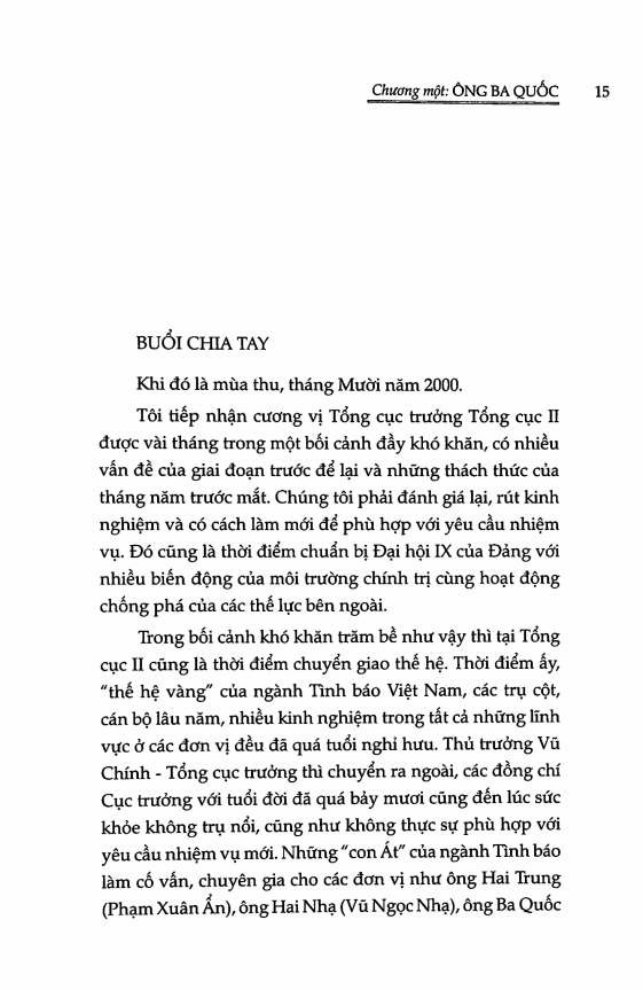 Chương một: ÔNG BA QUỐC 15
BUỔI CHIA TAY
Khi đó là mùa thu, tháng Mười năm 2000.
Tôi tiếp nhận cương vị Tổng cục trưởng Tổng cục II
được vài tháng trong một bối cảnh đầy khó khăn, có nhiều
vấn đề của giai đoạn trước để lại và những thách thức của
tháng năm trước mắt. Chúng tôi phải đánh giá lại, rút kinh
nghiệm và có cách làm mới để phù hợp với yêu cầu nhiệm
vụ. Đó cũng là thời điểm chuẩn bị Đại hội IX của Đảng với
nhiều biến động của môi trường chính trị cùng hoạt động
chống phá của các thế lực bên ngoài.
Trong bối cảnh khó khăn trăm bề như vậy thì tại Tổng
cục II cũng là thời điểm chuyển giao thế hệ. Thời điểm ấy,
"thế hệ vàng" của ngành Tình báo Việt Nam, các trụ cột,
cán bộ lâu năm, nhiều kinh nghiệm trong tất cả những lĩnh
vực ở các đơn vị đều đã quá tuổi nghỉ hưu. Thủ trưởng Vũ
Chính - Tổng cục trưởng thì chuyển ra ngoài, các đồng chí
Cục trưởng với tuổi đời đã quá bảy mươi cũng đến lúc sức
khỏe không trụ nổi, cũng như không thực sự phù hợp với
yêu cầu nhiệm vụ mới. Những "con Át" của ngành Tình báo
làm cố vấn, chuyên gia cho các đơn vị như ông Hai Trung
(Phạm Xuân Ẩn), ông Hai Nhạ (Vũ Ngọc Nhạ), ông Ba Quốc